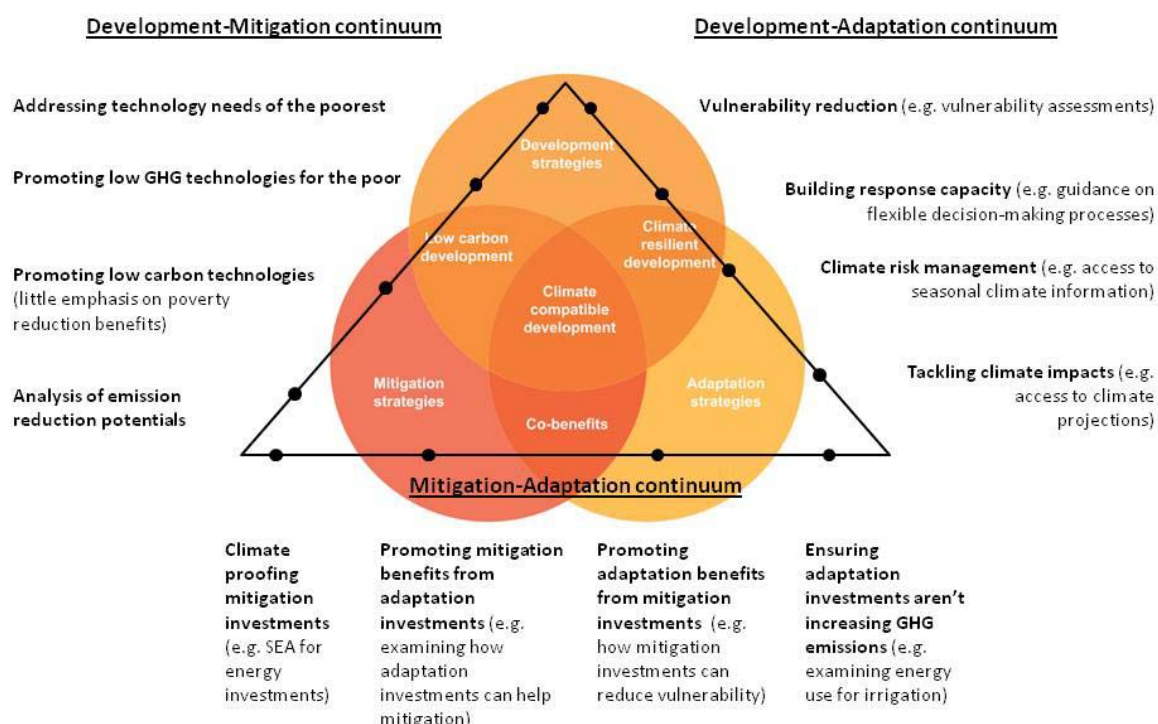 Development-Mitigation continuum
Development-Adaptation continuum
Addressing technology needs of the poorest
Promoting low GHG technologies for the poor
Promoting low carbon technologies
(little emphasis on poverty
reduction benefits)
Analysis of emission
reduction potentials
Development
strategies
Low carbon
development
Climate
resilient
development
Climate
compatible
development
Mitigation
strategies
Adaptation
strategies
Co-benefits
Vulnerability reduction (e.g. vulnerability assessments)
Building response capacity (e.g. guidance on
flexible decision-making processes)
Climate risk management (e.g. access to
seasonal climate information)
Tackling climate impacts (e.g.
access to climate
projections)
Mitigation-Adaptation continuum
Climate
proofing
mitigation
investments
(e.g. SEA for
energy
investments)
Promoting mitigation
benefits from
adaptation
investments (e.g.
examining how
adaptation
investments can help
mitigation)
Promoting
adaptation benefits
from mitigation
investments (e.g.
how mitigation
investments can
reduce vulnerability)
Ensuring
adaptation
investments aren't
increasing GHG
emissions (e.g.
examining energy
use for irrigation)